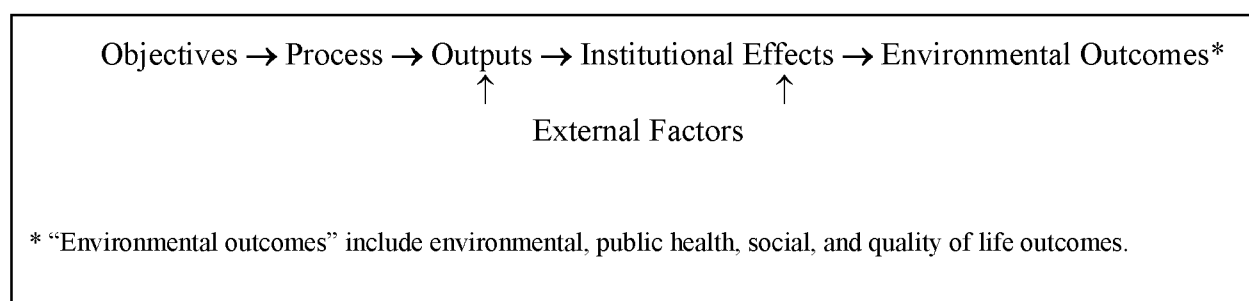 Objectives → Process → Outputs → Institutional Effects → Environmental Outcomes*
↑ ↑
External Factors
* “Environmental outcomes” include environmental, public health, social, and quality of life outcomes.